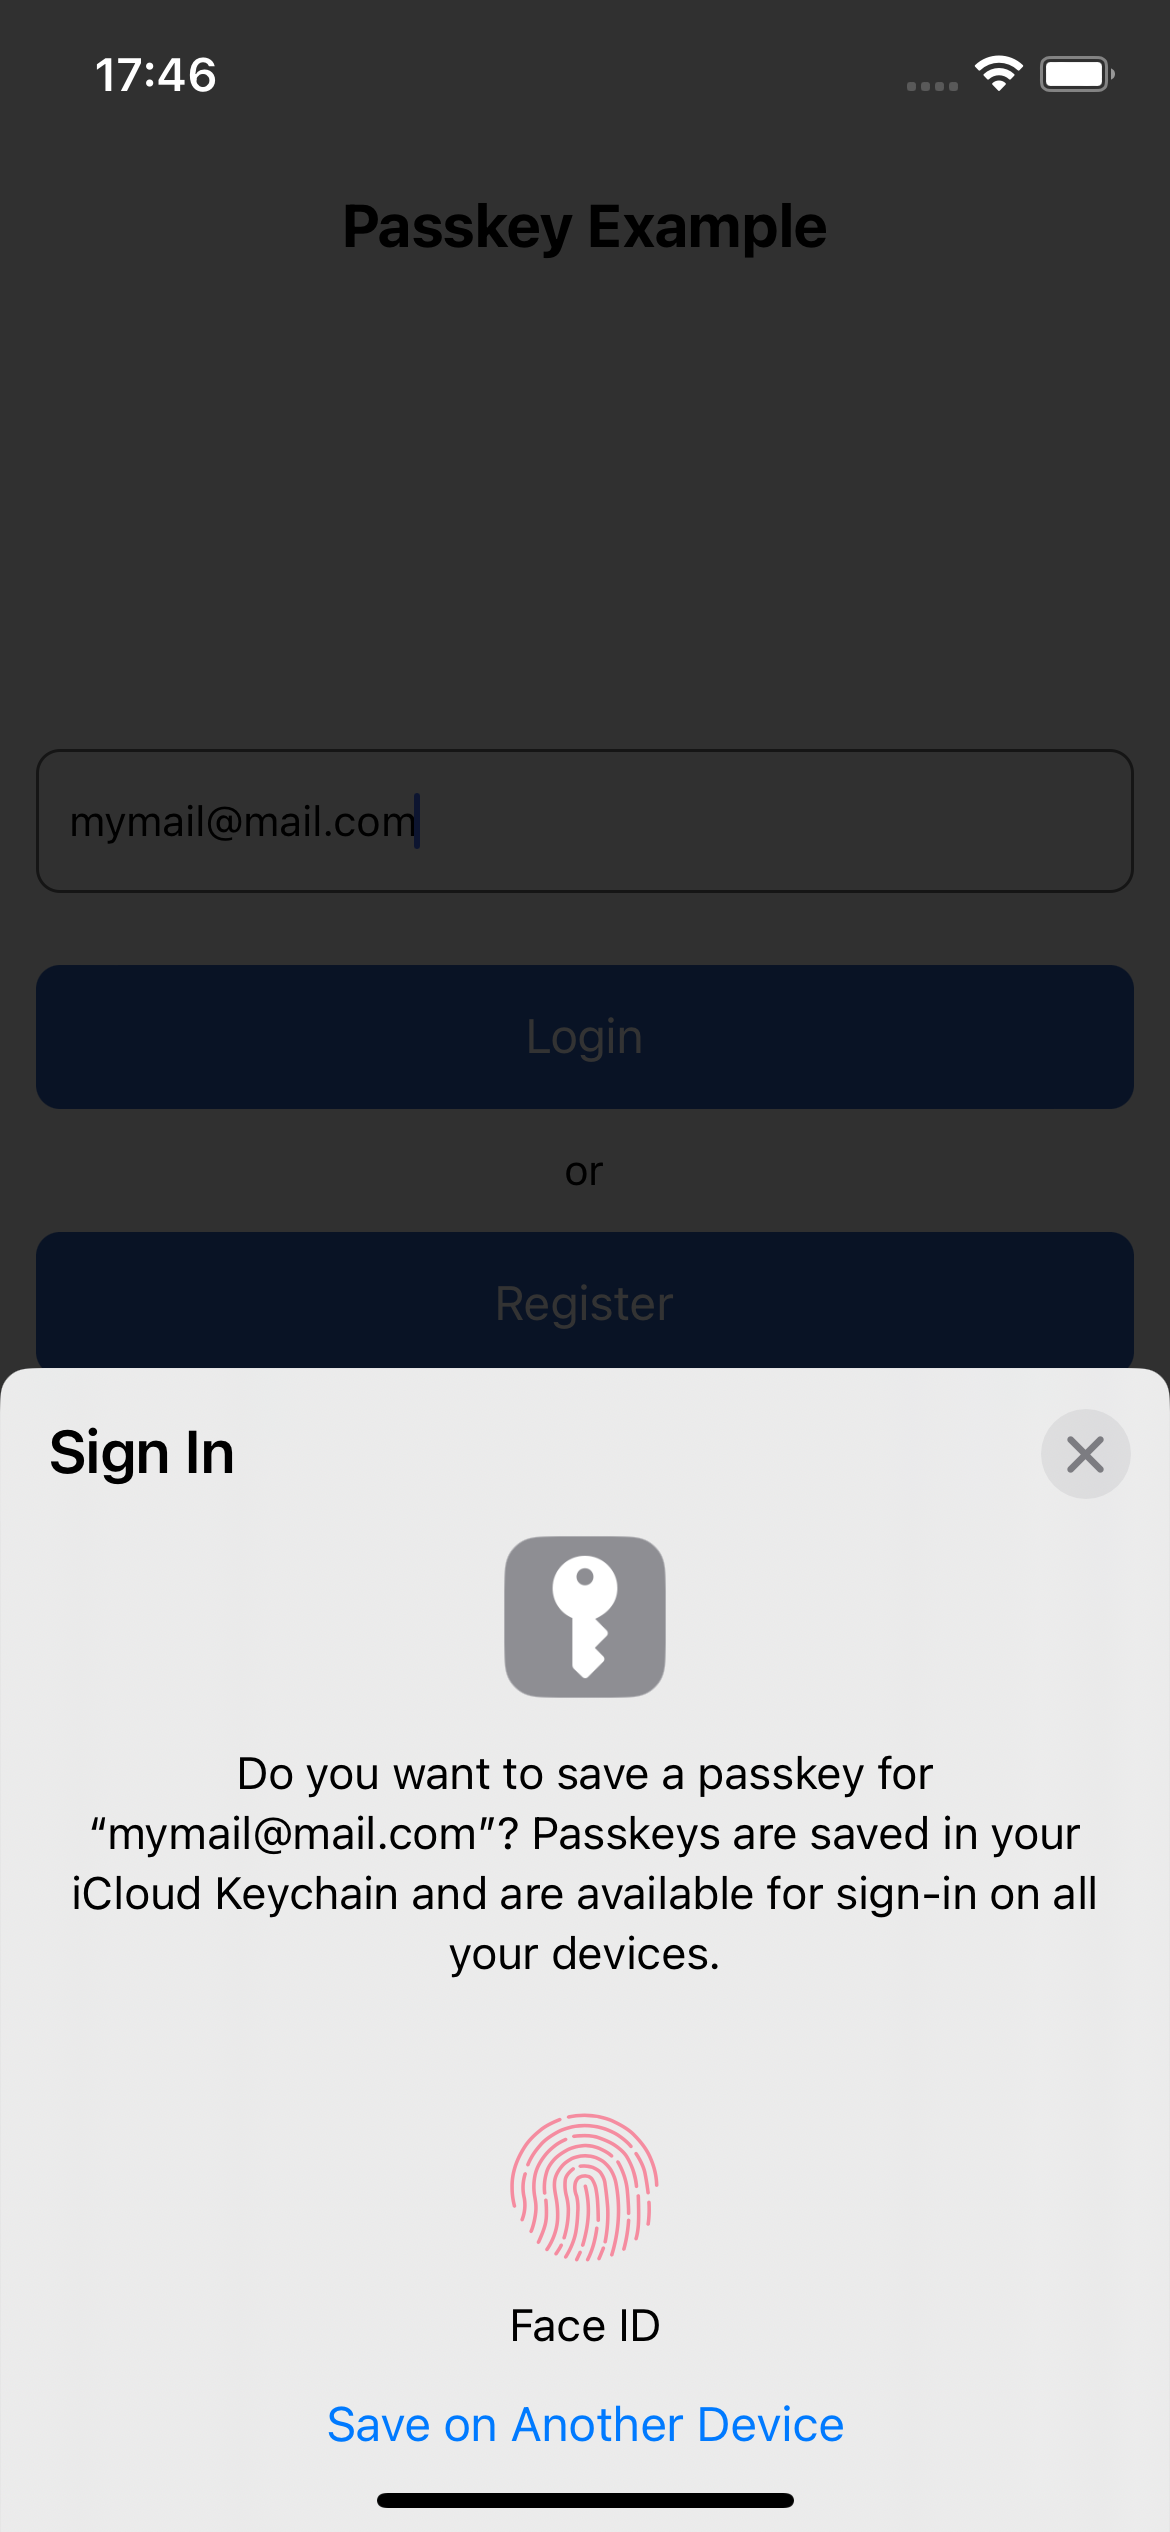 17:46
Passkey Example
mymail@mail.com
Login
or
Register
Sign In
Do you want to save a passkey for
“mymail@mail.com”? Passkeys are saved in your
iCloud Keychain and are available for sign-in on all
your devices.
Face ID
Save on Another Device